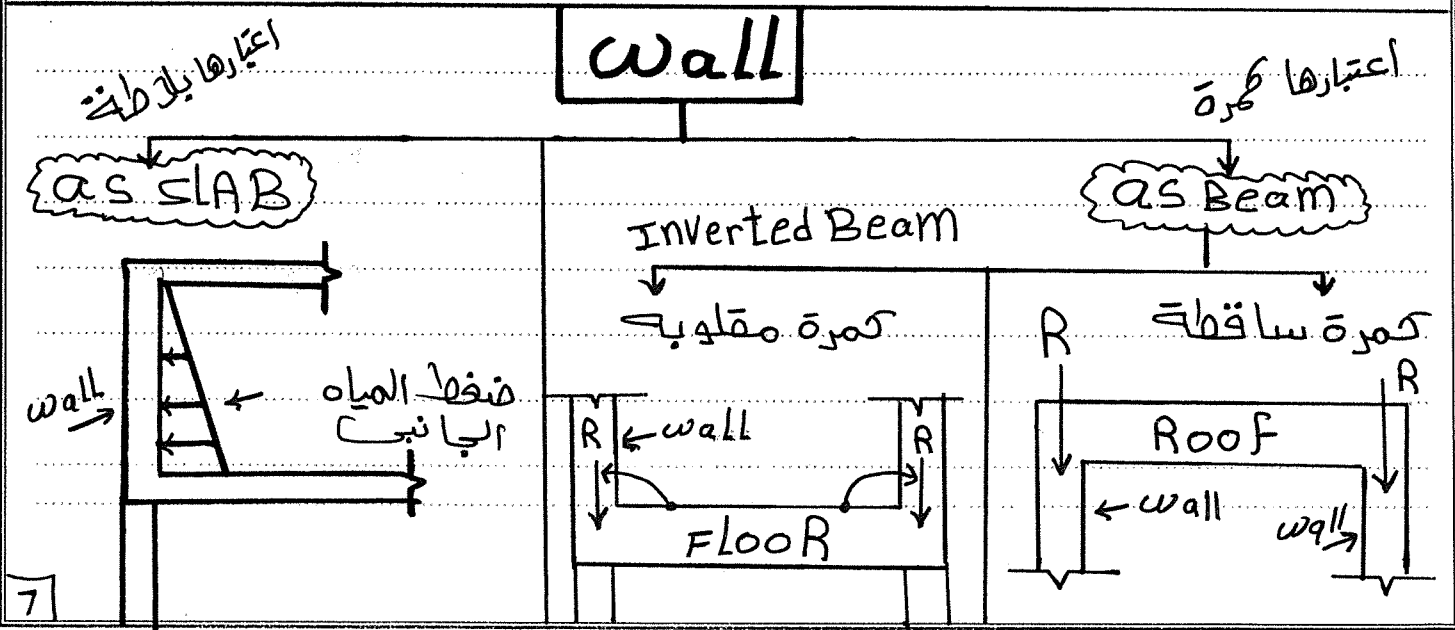 wall
اعتبارها بلاطة
اعتبارها كمرة
as SLAB
as Beam
Inverted Beam
كمرة مقلوبة
كمرة ساقطة
wall
ضغط المياه
الجانبى
R
wall
R
FLOOR
R
R
ROOF
wall
wall
7